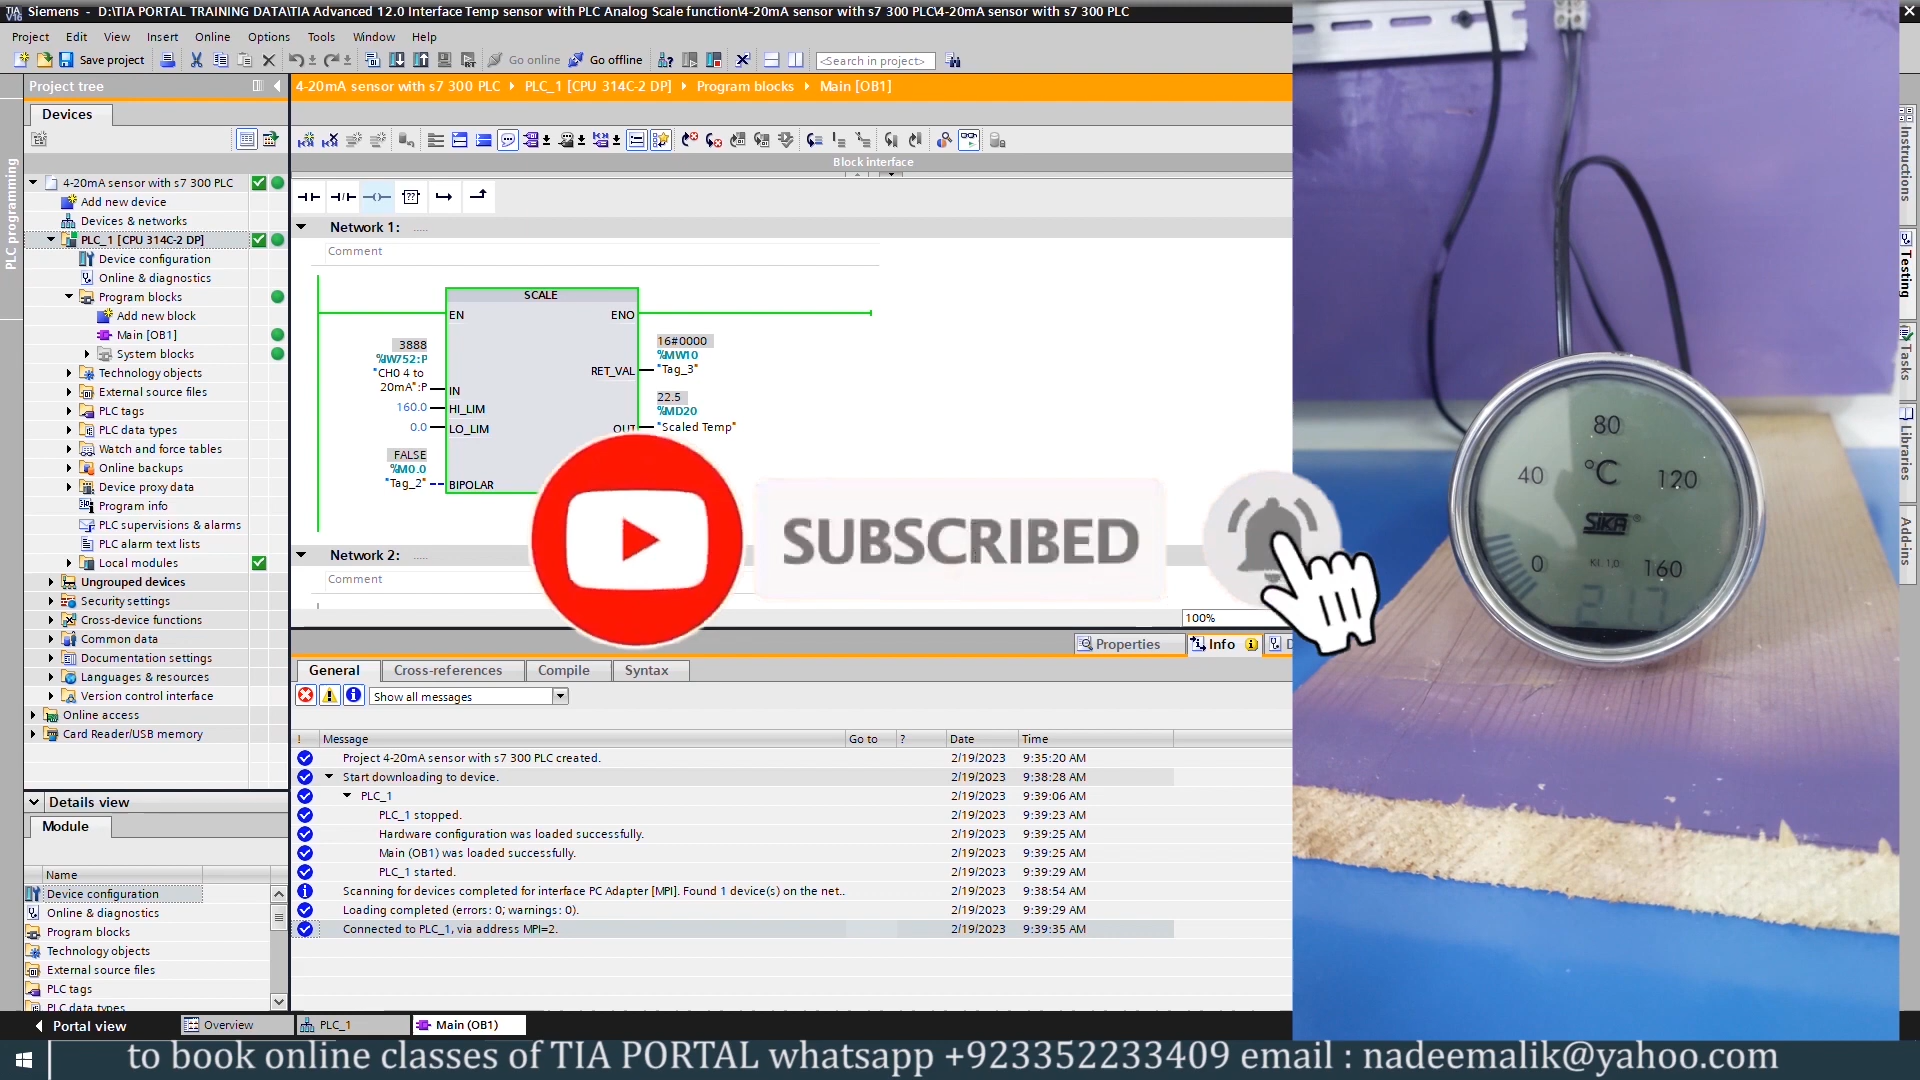 Siemens - D:\TIA PORTAL TRAINING DATA\TIA Advanced 12.0 Interface Temp sensor with PLC Analog Scale function\4-20mA sensor with s7 300 PLC\4-20mA sensor with s7 300 PLC
Project Edit View Insert Online Options Tools Window Help
Save project Go online Go offline <Search in project>
Project tree
4-20mA sensor with s7 300 PLC PLC_1 [CPU 314C-2 DP] Program blocks Main [OB1]
Devices
Block interface
PLC programming
4-20mA sensor with s7 300 PLC
Add new device
Devices & networks
PLC_1 [CPU 314C-2 DP]
Device configuration
Online & diagnostics
Program blocks
Add new block
Main [OB1]
System blocks
Technology objects
External source files
PLC tags
PLC data types
Watch and force tables
Online backups
Device proxy data
Program info
PLC supervisions & alarms
PLC alarm text lists
Local modules
Ungrouped devices
Security settings
Cross-device functions
Common data
Documentation settings
Languages & resources
Version control interface
Online access
Card Reader/USB memory
Details view
Module
Name
Device configuration
Online & diagnostics
Program blocks
Technology objects
External source files
PLC tags
PLC data types
Network 1: .....
Comment
SCALE
EN ENO
3888
%IW752:P
"CH0 4 to
20mA":P
IN
160.0 HI_LIM
0.0 LO_LIM
FALSE
%M0.0
"Tag_2" BIPOLAR
16#0000
%MW10
RET_VAL "Tag_3"
22.5
%MD20
OUT "Scaled Temp"
Network 2: .....
Comment
SUBSCRIBED
100%
Properties Info
General Cross-references Compile Syntax
Show all messages
! Message Go to ? Date Time
Project 4-20mA sensor with s7 300 PLC created. 2/19/2023 9:35:20 AM
Start downloading to device. 2/19/2023 9:38:28 AM
PLC_1 2/19/2023 9:39:06 AM
PLC_1 stopped. 2/19/2023 9:39:23 AM
Hardware configuration was loaded successfully. 2/19/2023 9:39:25 AM
Main (OB1) was loaded successfully. 2/19/2023 9:39:25 AM
PLC_1 started. 2/19/2023 9:39:29 AM
Scanning for devices completed for interface PC Adapter [MPI]. Found 1 device(s) on the net.. 2/19/2023 9:38:54 AM
Loading completed (errors: 0; warnings: 0). 2/19/2023 9:39:29 AM
Connected to PLC_1, via address MPI=2. 2/19/2023 9:39:35 AM
80
40 °C 120
SIKA®
0 Kl. 1,0 160
21.7
Instructions
Testing
Tasks
Libraries
Add-ins
Portal view Overview PLC_1 Main (OB1)
to book online classes of TIA PORTAL whatsapp +923352233409 email : nadeemalik@yahoo.com